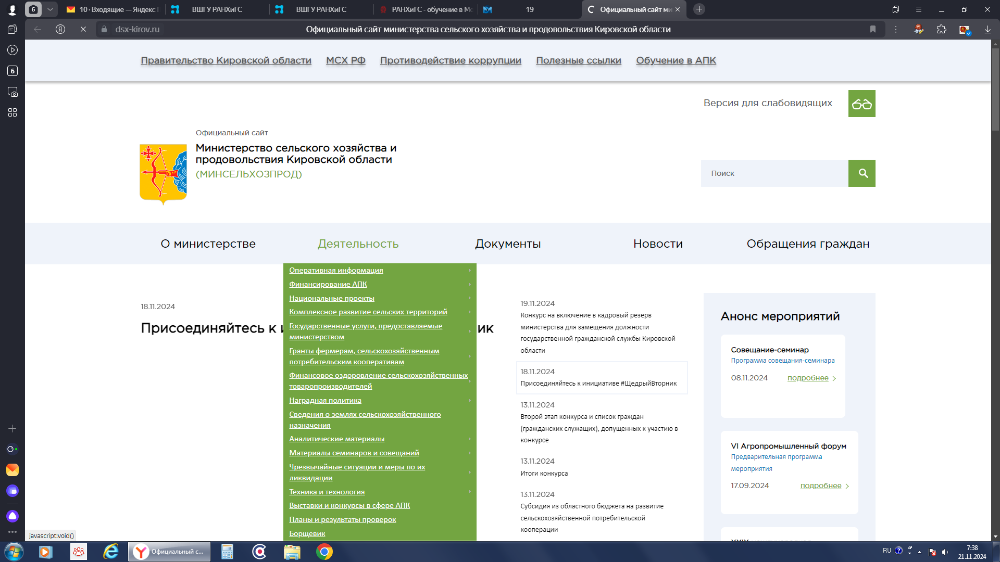 6
10 · Входящие — Яндекс
ВШГУ РАНХиГС
ВШГУ РАНХиГС
РАНХиГС - обучение в Мо
19
Официальный сайт ми
dsx-kirov.ru
Официальный сайт министерства сельского хозяйства и продовольствия Кировской области
6
Правительство Кировской области
МСХ РФ
Противодействие коррупции
Полезные ссылки
Обучение в АПК
Версия для слабовидящих
Официальный сайт
Министерство сельского хозяйства и
продовольствия Кировской области
(МИНСЕЛЬХОЗПРОД)
Поиск
О министерстве
Деятельность
Документы
Новости
Обращения граждан
Оперативная информация
Финансирование АПК
Национальные проекты
Комплексное развитие сельских территорий
Государственные услуги, предоставляемые
министерством
Гранты фермерам, сельскохозяйственным
потребительским кооперативам
Финансовое оздоровление сельскохозяйственных
товаропроизводителей
Наградная политика
Сведения о землях сельскохозяйственного
назначения
Аналитические материалы
Материалы семинаров и совещаний
Чрезвычайные ситуации и меры по их
ликвидации
Техника и технология
Выставки и конкурсы в сфере АПК
Планы и результаты проверок
Борщевик
18.11.2024
Присоединяйтесь к и
ик
19.11.2024
Конкурс на включение в кадровый резерв
министерства для замещения должности
государственной гражданской службы Кировской
области
18.11.2024
Присоединяйтесь к инициативе #ЩедрыйВторник
13.11.2024
Второй этап конкурса и список граждан
(гражданских служащих), допущенных к участию в
конкурсе
13.11.2024
Итоги конкурса
13.11.2024
Субсидия из областного бюджета на развитие
сельскохозяйственной потребительской
кооперации
Анонс мероприятий
Совещание-семинар
Программа совещания-семинара
08.11.2024
подробнее
VI Агропромышленный форум
Предварительная программа
мероприятия
17.09.2024
подробнее
javascript:void()
Официальный с...
RU
7:38
21.11.2024